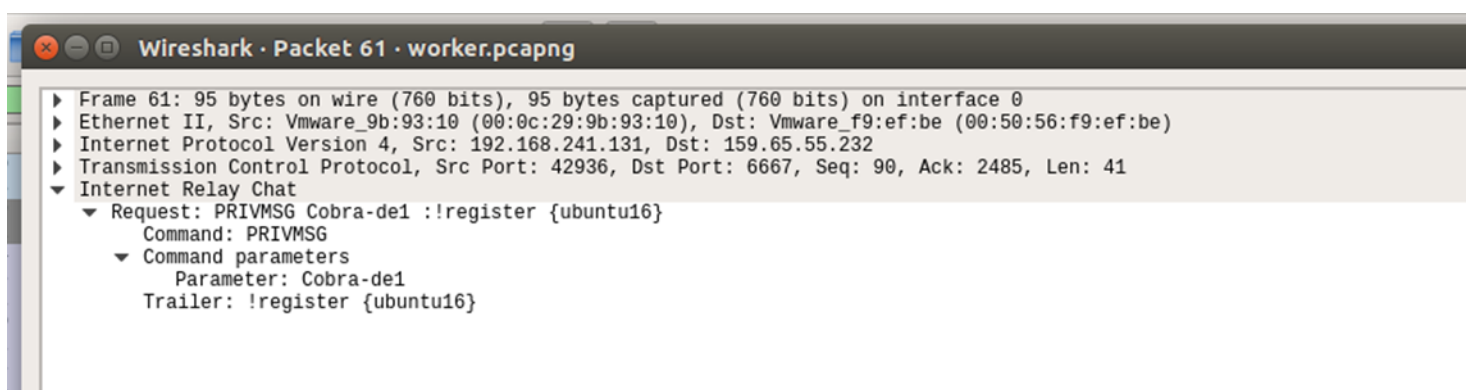 Wireshark · Packet 61 · worker.pcapng
Frame 61: 95 bytes on wire (760 bits), 95 bytes captured (760 bits) on interface 0
Ethernet II, Src: Vmware_9b:93:10 (00:0c:29:9b:93:10), Dst: Vmware_f9:ef:be (00:50:56:f9:ef:be)
Internet Protocol Version 4, Src: 192.168.241.131, Dst: 159.65.55.232
Transmission Control Protocol, Src Port: 42936, Dst Port: 6667, Seq: 90, Ack: 2485, Len: 41
Internet Relay Chat
Request: PRIVMSG Cobra-de1 :!register {ubuntu16}
Command: PRIVMSG
Command parameters
Parameter: Cobra-de1
Trailer: !register {ubuntu16}